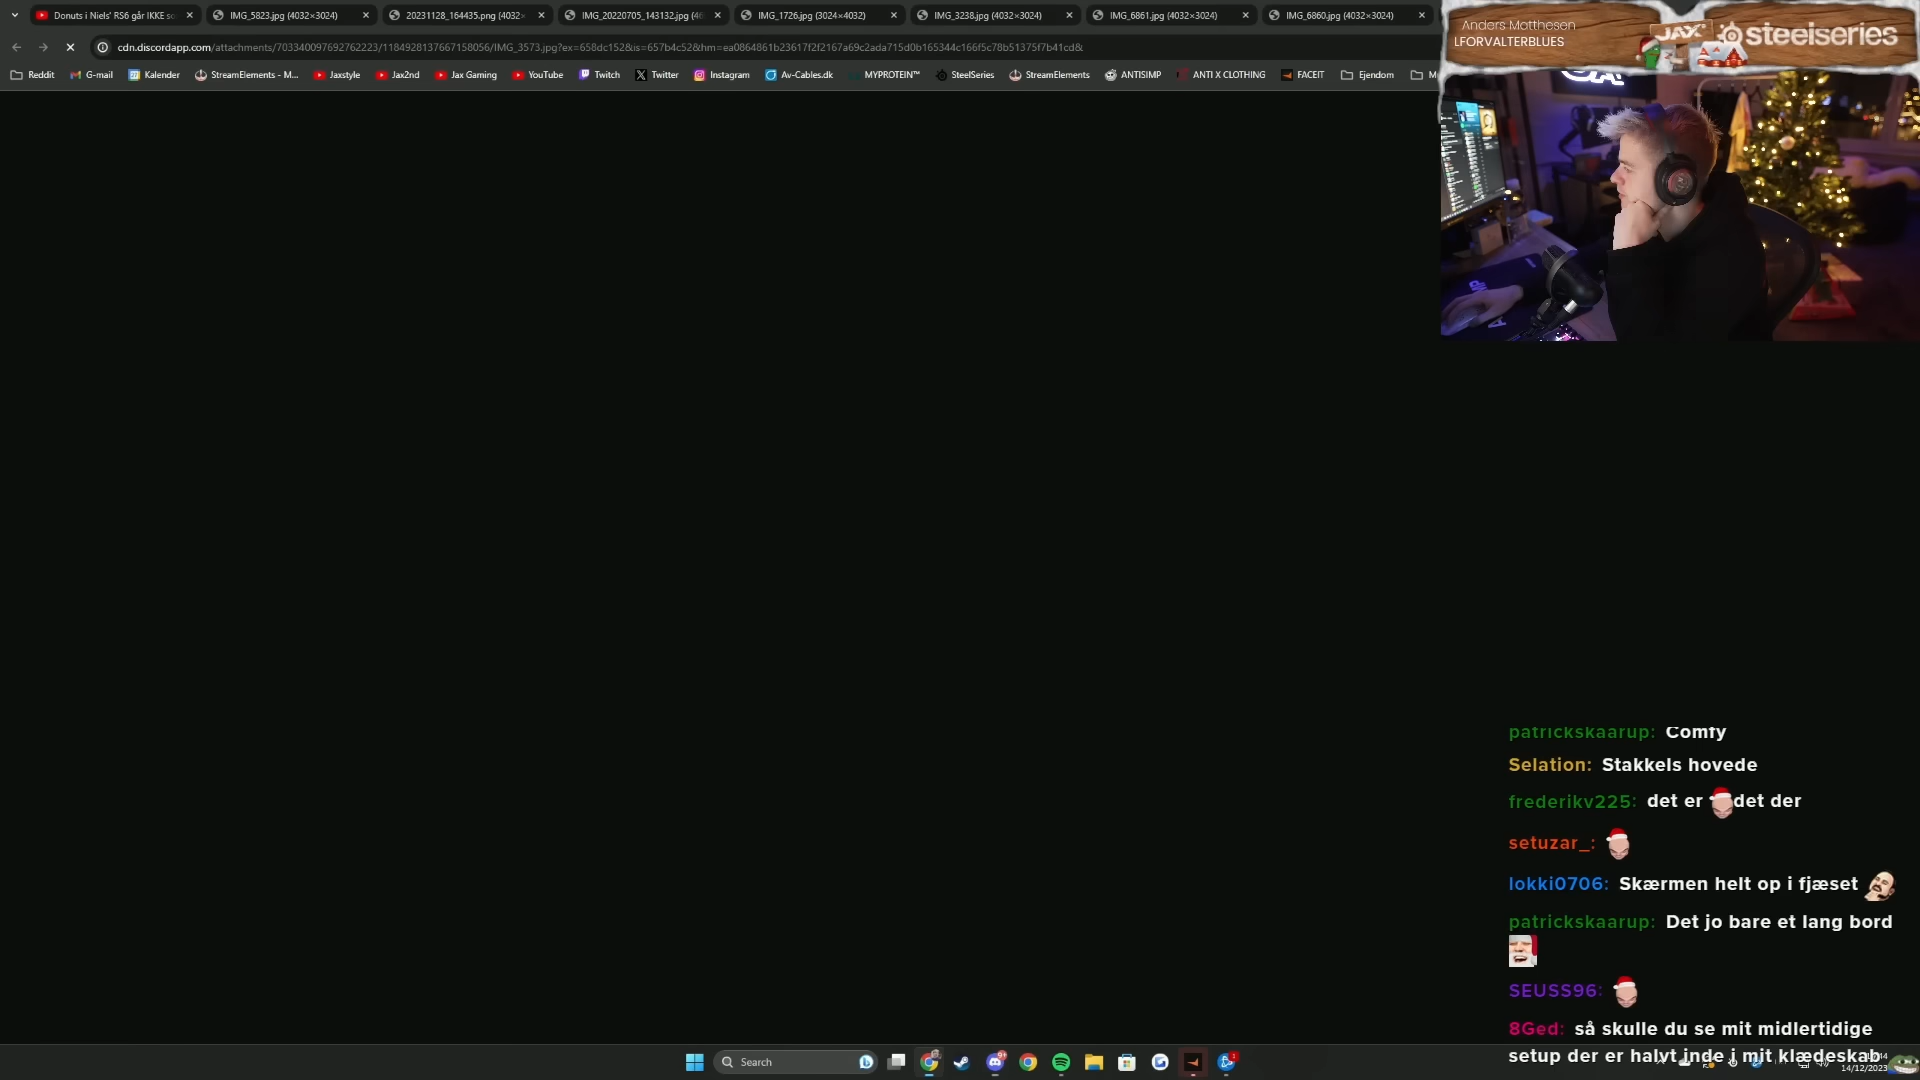 Donuts i Niels' RS6 går IKKE so
IMG_5823.jpg (4032×3024)
20231128_164435.png (4032×
IMG_20220705_143132.jpg (46
IMG_1726.jpg (3024×4032)
IMG_3238.jpg (4032×3024)
IMG_6861.jpg (4032×3024)
IMG_6860.jpg (4032×3024)
cdn.discordapp.com/attachments/703340097692762223/1184928137667158056/IMG_3573.jpg?ex=658dc152&is=657b4c52&hm=ea0864861b23617f2f2167a69c2ada715d0b165344c166f5c78b51375f7b41cd&
Reddit
G-mail
Kalender
StreamElements - M...
Jaxstyle
Jax2nd
Jax Gaming
YouTube
Twitch
Twitter
Instagram
Av-Cables.dk
MYPROTEIN™
SteelSeries
StreamElements
ANTISIMP
ANTI X CLOTHING
FACEIT
Ejendom
Anders Matthesen
LFORVALTERBLUES
JAX
steelseries
patrickskaarup: Comfy
Selation: Stakkels hovede
frederikv225: det er det der
setuzar_:
lokki0706: Skærmen helt op i fjæset
patrickskaarup: Det jo bare et lang bord
SEUSS96:
8Ged: så skulle du se mit midlertidige
setup der er halvt inde i mit klædeskab
Search
14/12/2023